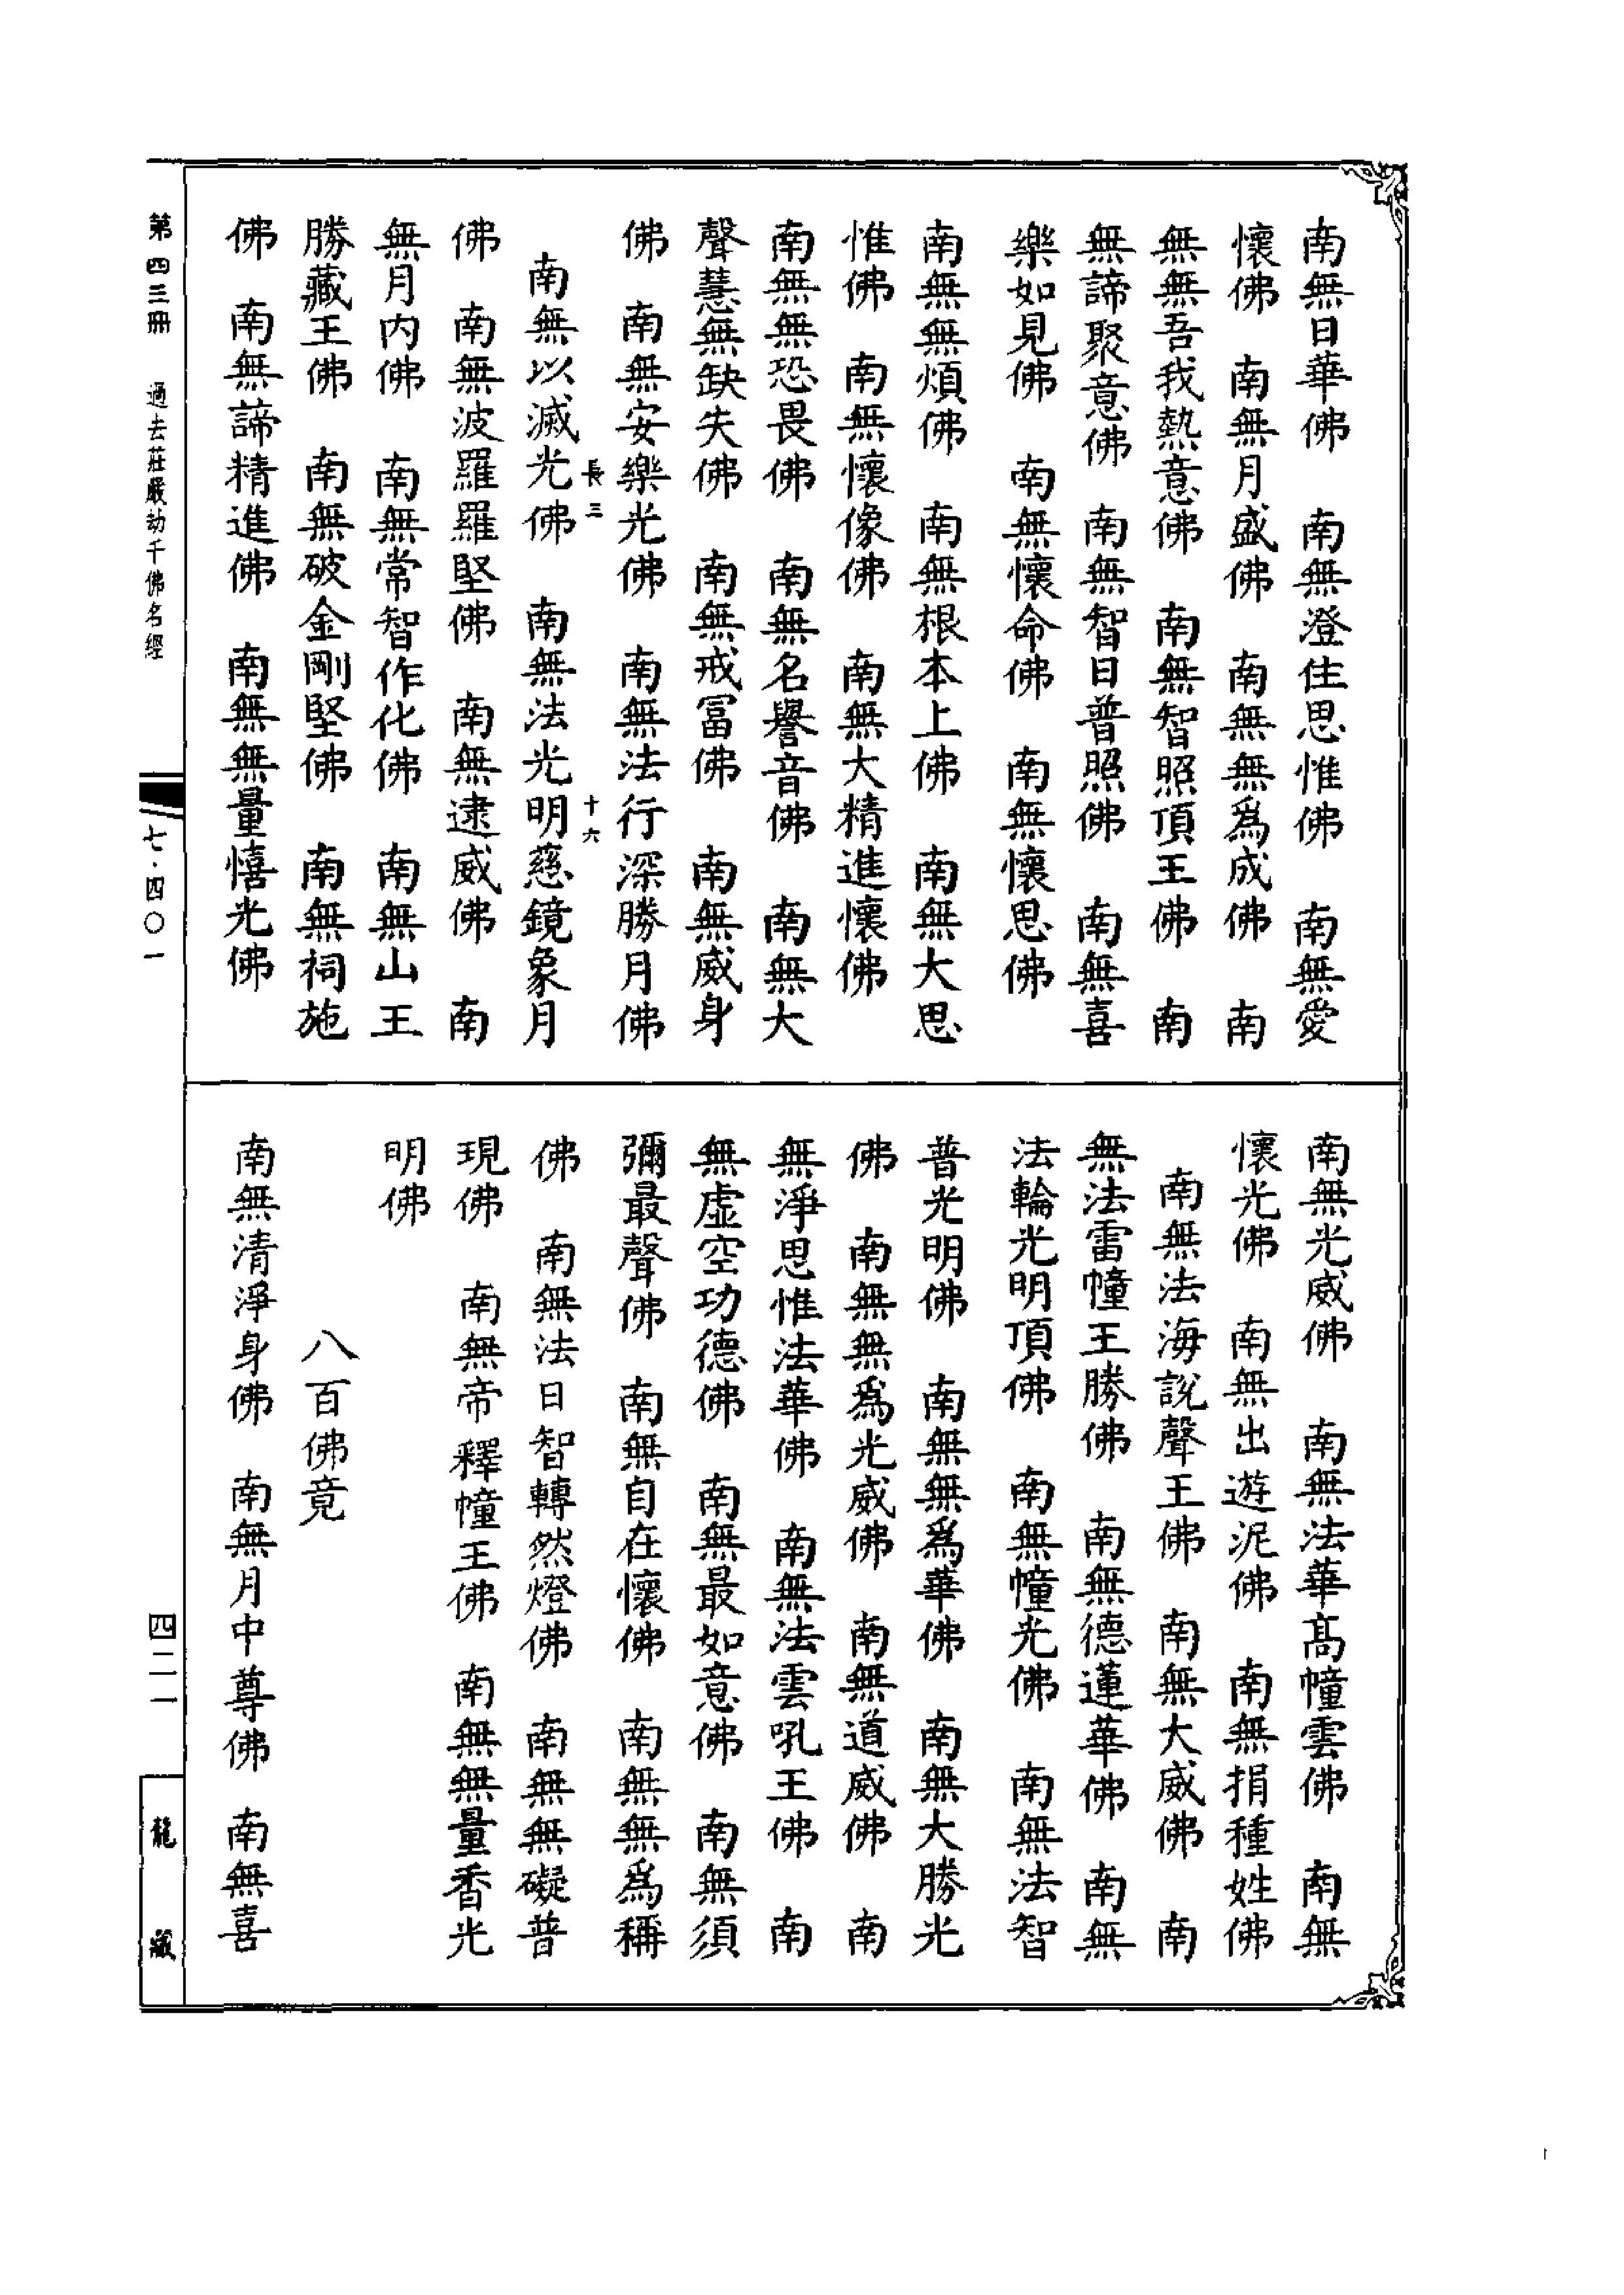 南無日華佛　南無澄住思惟佛　南無愛
懷佛　南無月盛佛　南無無爲成佛　南
無無吾我熱意佛　南無智照頂王佛　南
無諦聚意佛　南無智日普照佛　南無喜
樂如見佛　南無懷命佛　南無懷思佛
南無無煩佛　南無根本上佛　南無大思
惟佛　南無懷像佛　南無大精進懷佛
南無無恐畏佛　南無名譽音佛　南無大
聲慧無缺失佛　南無戒冨佛　南無威身
佛　南無安樂光佛　南無法行深勝月佛
長三　十六
南無以滅光佛　南無法光明慈鏡象月
佛　南無波羅羅堅佛　南無逮威佛　南
無月内佛　南無常智作化佛　南無山王
勝藏王佛　南無破金剛堅佛　南無祠施
佛　南無諦精進佛　南無無量憘光佛
南無光威佛　南無法華髙幢雲佛　南無
懷光佛　南無出遊泥佛　南無捐種姓佛
南無法海說聲王佛　南無大威佛　南
無法雷幢王勝佛　南無德蓮華佛　南無
法輪光明頂佛　南無幢光佛　南無法智
普光明佛　南無無爲華佛　南無大勝光
佛　南無無爲光威佛　南無道威佛　南
無淨思惟法華佛　南無法雲吼王佛　南
無虛空功德佛　南無最如意佛　南無須
彌最聲佛　南無自在懷佛　南無無爲稱
佛　南無法日智轉然燈佛　南無無礙普
現佛　南無帝釋幢王佛　南無無量香光
明佛
八百佛竟
南無清淨身佛　南無月中尊佛　南無喜
第四三冊　過去莊嚴劫千佛名經
七·四〇一
四二一
龍藏